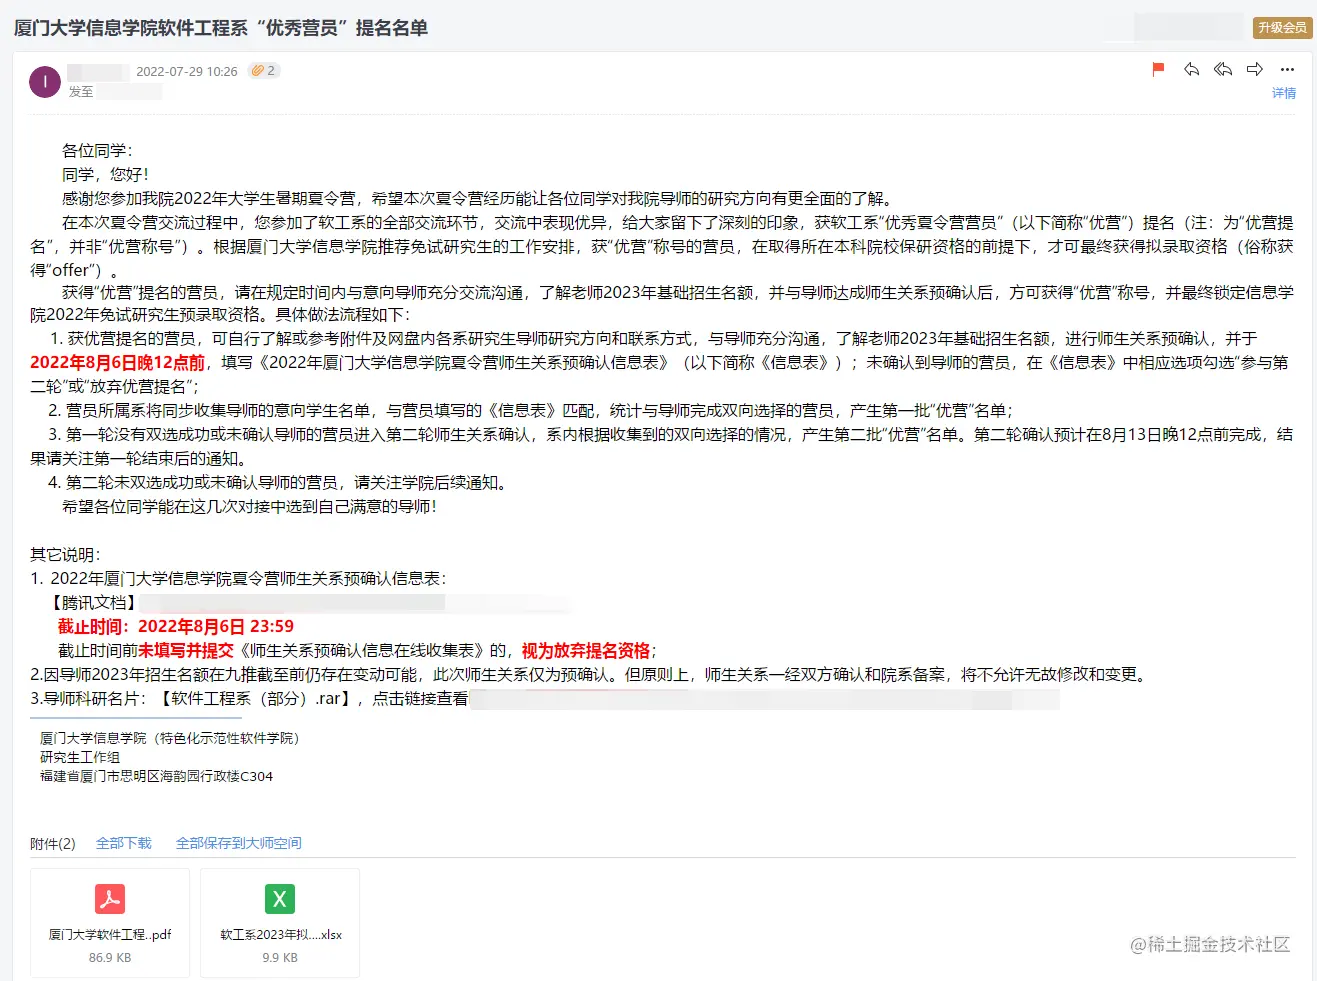 厦门大学信息学院软件工程系“优秀营员”提名名单
升级会员
I
2022-07-29 10:26
2
发至
详情
各位同学：
同学，您好！
感谢您参加我院2022年大学生暑期夏令营，希望本次夏令营经历能让各位同学对我院导师的研究方向有更全面的了解。
在本次夏令营交流过程中，您参加了软工系的全部交流环节，交流中表现优异，给大家留下了深刻的印象，获软工系“优秀夏令营营员”（以下简称“优营”）提名（注：为“优营提
名”，并非“优营称号”）。根据厦门大学信息学院推荐免试研究生的工作安排，获“优营”称号的营员，在取得所在本科院校保研资格的前提下，才可最终获得拟录取资格（俗称获
得“offer”）。
获得“优营”提名的营员，请在规定时间内与意向导师充分交流沟通，了解老师2023年基础招生名额，并与导师达成师生关系预确认后，方可获得“优营”称号，并最终锁定信息学
院2022年免试研究生预录取资格。具体做法流程如下：
1. 获优营提名的营员，可自行了解或参考附件及网盘内各系研究生导师研究方向和联系方式，与导师充分沟通，了解老师2023年基础招生名额，进行师生关系预确认，并于
2022年8月6日晚12点前，填写《2022年厦门大学信息学院夏令营师生关系预确认信息表》（以下简称《信息表》）；未确认到导师的营员，在《信息表》中相应选项勾选“参与第
二轮”或“放弃优营提名”；
2. 营员所属系将同步收集导师的意向学生名单，与营员填写的《信息表》匹配，统计与导师完成双向选择的营员，产生第一批“优营”名单；
3. 第一轮没有双选成功或未确认导师的营员进入第二轮师生关系确认，系内根据收集到的双向选择的情况，产生第二批“优营”名单。第二轮确认预计在8月13日晚12点前完成，结
果请关注第一轮结束后的通知。
4. 第二轮未双选成功或未确认导师的营员，请关注学院后续通知。
希望各位同学能在这几次对接中选到自己满意的导师！
其它说明：
1. 2022年厦门大学信息学院夏令营师生关系预确认信息表：
【腾讯文档】
截止时间：2022年8月6日 23:59
截止时间前未填写并提交《师生关系预确认信息在线收集表》的，视为放弃提名资格；
2.因导师2023年招生名额在九推截至前仍存在变动可能，此次师生关系仅为预确认。但原则上，师生关系一经双方确认和院系备案，将不允许无故修改和变更。
3.导师科研名片：【软件工程系（部分）.rar】，点击链接查看
厦门大学信息学院（特色化示范性软件学院）
研究生工作组
福建省厦门市思明区海韵园行政楼C304
附件(2) 全部下载 全部保存到大师空间
厦门大学软件工程..pdf
86.9 KB
软工系2023年拟....xlsx
9.9 KB
@稀土掘金技术社区